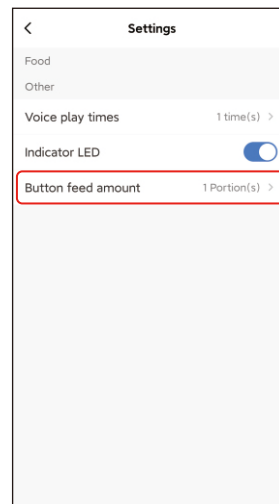 Settings
Food
Other
Voice play times 1 time(s)
Indicator LED
Button feed amount 1 Portion(s)